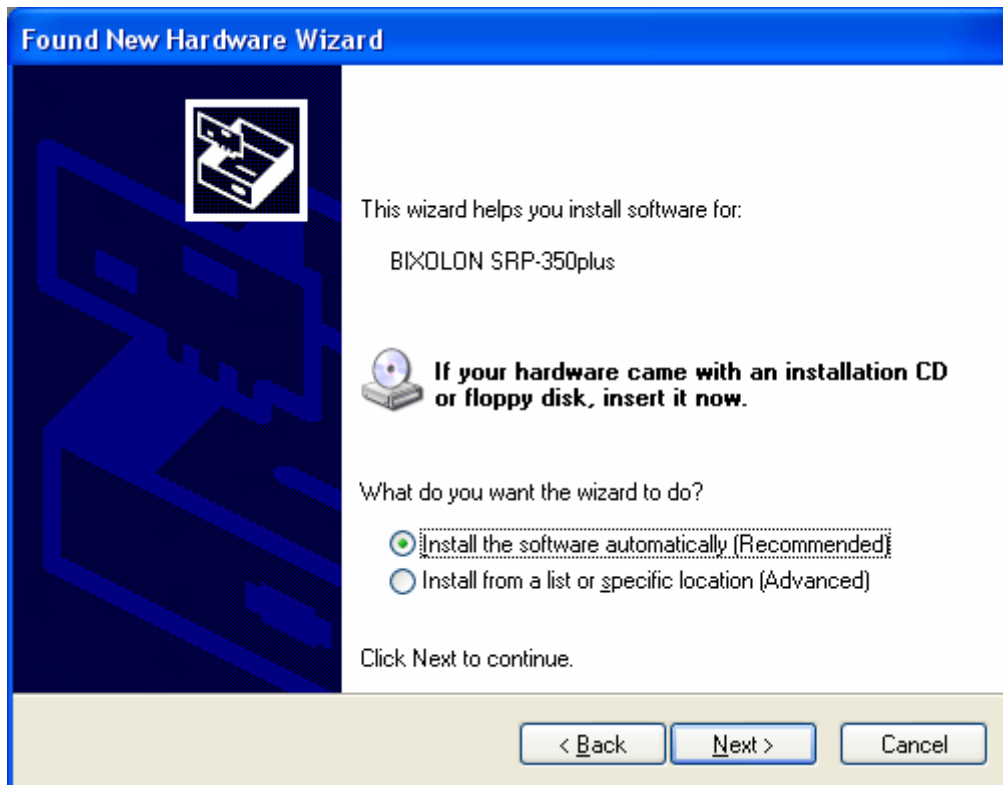 Found New Hardware Wizard
This wizard helps you install software for:
BIXOLON SRP-350plus
If your hardware came with an installation CD
or floppy disk, insert it now.
What do you want the wizard to do?
Install the software automatically (Recommended)
Install from a list or specific location (Advanced)
Click Next to continue.
< Back
Next >
Cancel